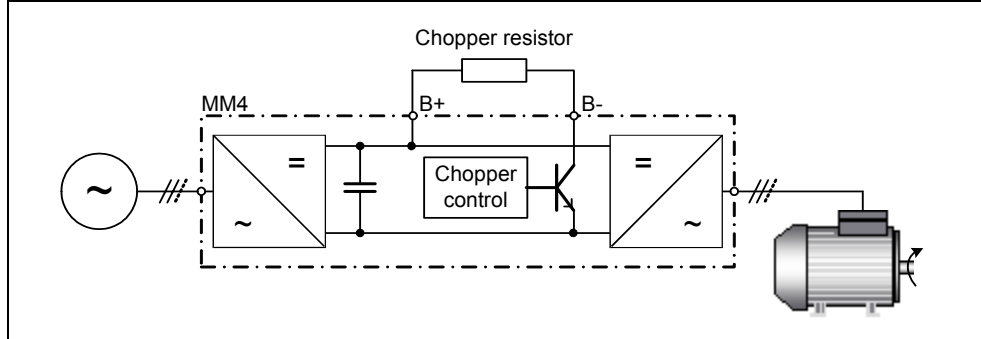 Chopper resistor
MM4
B+
B-
=
~
~
Chopper
control
=
~